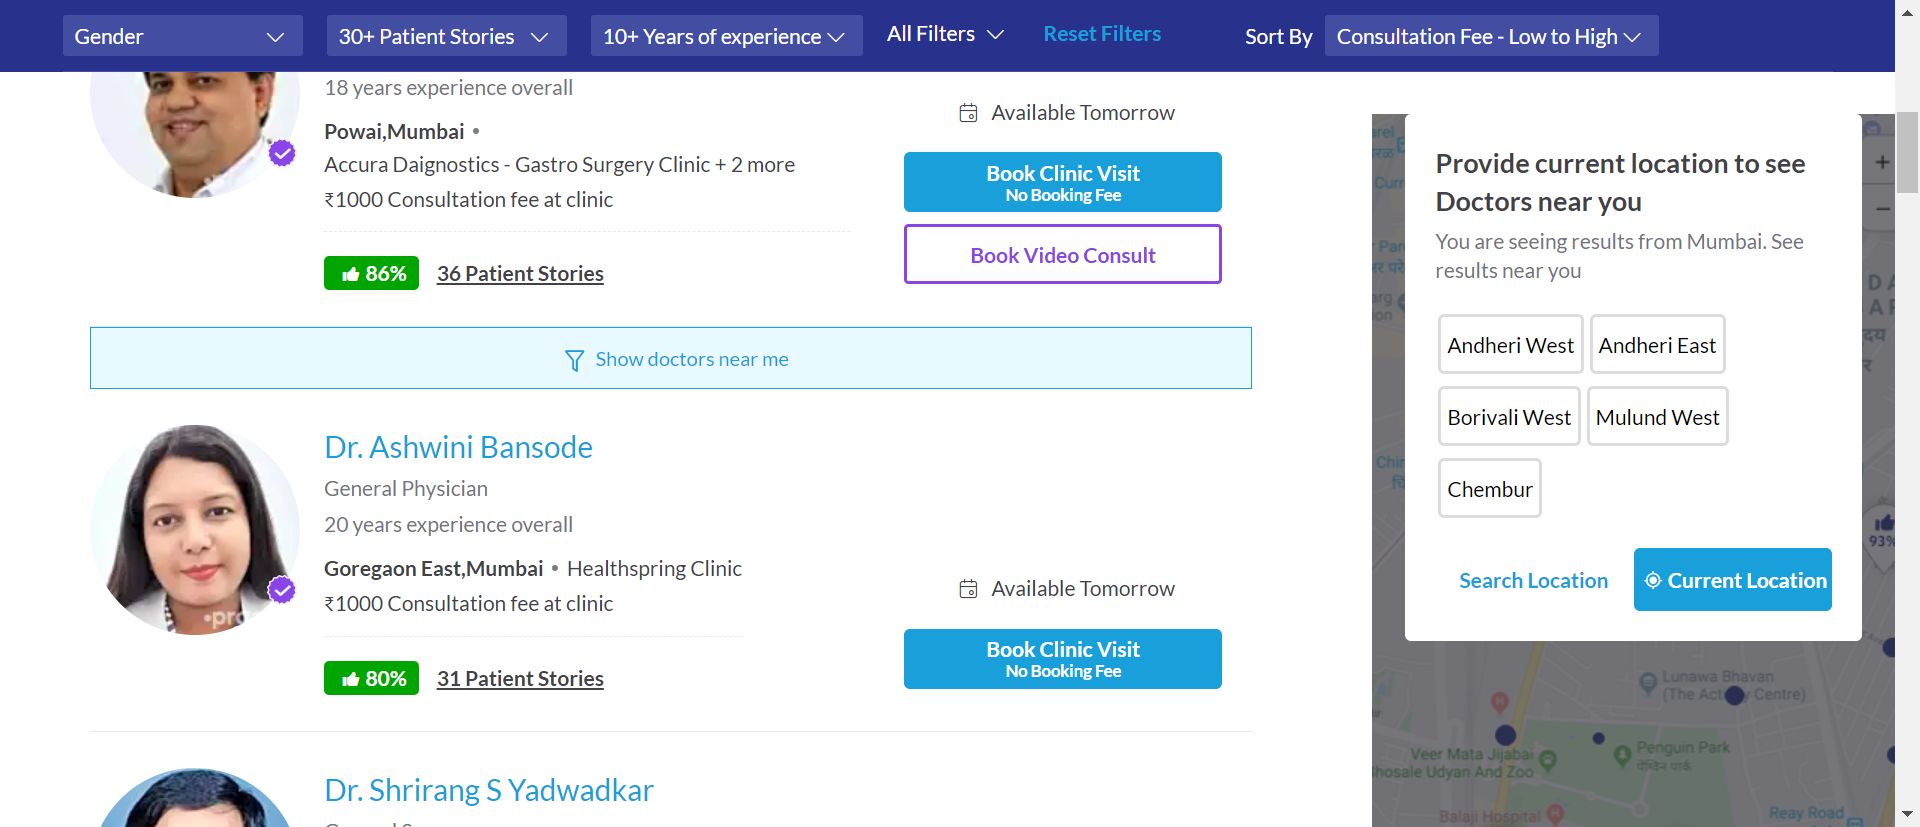 Gender
30+ Patient Stories
10+ Years of experience
All Filters
Reset Filters
Sort By
Consultation Fee - Low to High
18 years experience overall
Powai,Mumbai •
Accura Daignostics - Gastro Surgery Clinic + 2 more
₹1000 Consultation fee at clinic
86%
36 Patient Stories
Available Tomorrow
Book Clinic Visit
No Booking Fee
Book Video Consult
Show doctors near me
Dr. Ashwini Bansode
General Physician
20 years experience overall
Goregaon East,Mumbai • Healthspring Clinic
₹1000 Consultation fee at clinic
80%
31 Patient Stories
Available Tomorrow
Book Clinic Visit
No Booking Fee
Dr. Shrirang S Yadwadkar
Provide current location to see
Doctors near you
You are seeing results from Mumbai. See
results near you
Andheri West
Andheri East
Borivali West
Mulund West
Chembur
Search Location
Current Location
93%
Lunawa Bhavan
Centre)
Penguin Park
पेंग्विन पार्क
Veer Mata Jijabai
Udyan And Zoo
Balaji Hospital
Reay Road